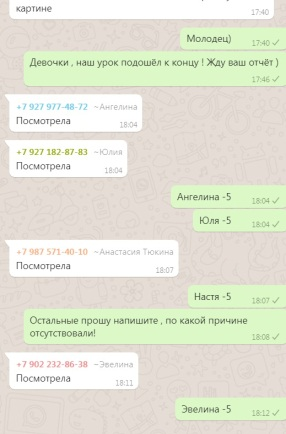 картине
17:40
Молодец)
17:40
Девочки , наш урок подошёл к концу ! Жду ваш отчёт )
17:46
+7 927 977-48-72 ~Ангелина
Посмотрела
18:04
+7 927 182-87-83 ~Юлия
Посмотрела
18:04
Ангелина -5
18:04
Юля -5
18:04
+7 987 571-40-10 ~Анастасия Тюкина
Посмотрела
18:07
Настя -5
18:07
Остальные прошу напишите , по какой причине
отсутствовали!
18:08
+7 902 232-86-38 ~Эвелина
Посмотрела
18:11
Эвелина -5
18:12